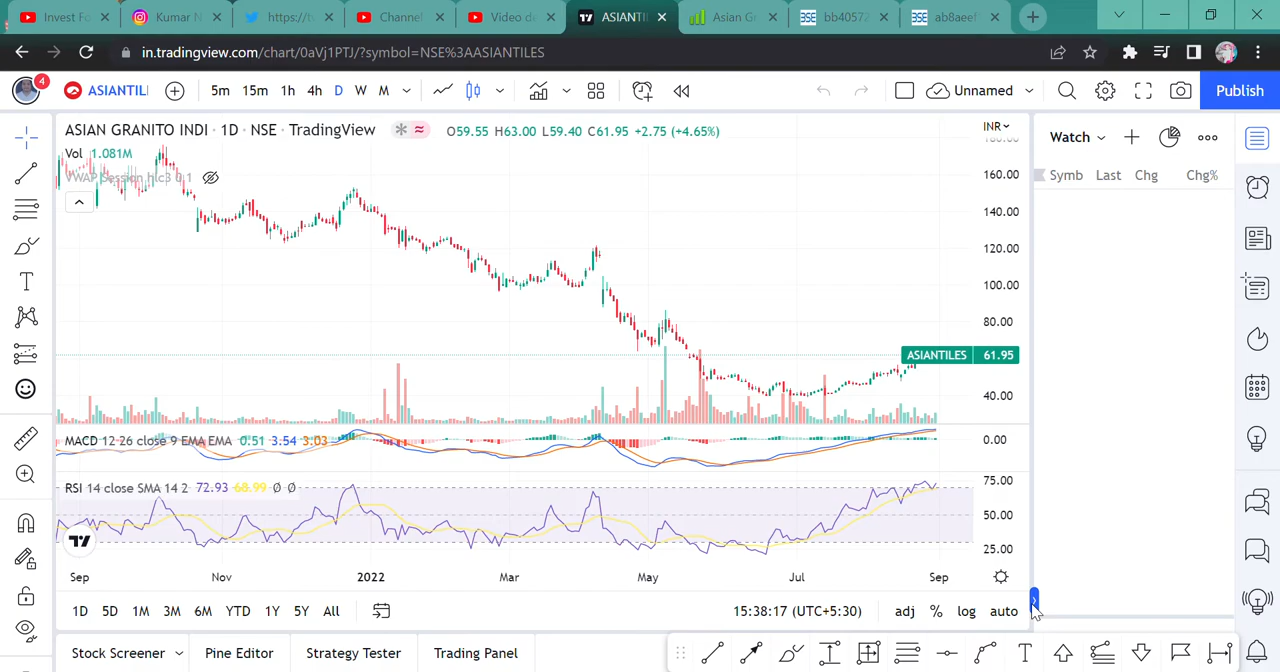 Invest Fo
Kumar N
https://t
Channel
Video da
ASIANTI
Asian G
bb40572
ab8aeef
in.tradingview.com/chart/0aVj1PTJ/?symbol=NSE%3AASIANTILES
4
ASIANTILI
5m 15m 1h 4h D W M
Unnamed
Publish
ASIAN GRANITO INDI · 1D · NSE · TradingView
O59.55 H63.00 L59.40 C61.95 +2.75 (+4.65%)
INR
Watch
Vol 1.081M
VWAP Session hlc3 0 1
Symb Last Chg Chg%
180.00
160.00
140.00
120.00
100.00
80.00
ASIANTILES 61.95
40.00
MACD 12 26 close 9 EMA EMA 0.51 3.54 3.03
0.00
RSI 14 close SMA 14 2 72.93 68.99 Ø Ø
75.00
50.00
25.00
Sep Nov 2022 Mar May Jul Sep
1D 5D 1M 3M 6M YTD 1Y 5Y All
15:38:17 (UTC+5:30)
adj % log auto
Stock Screener
Pine Editor
Strategy Tester
Trading Panel